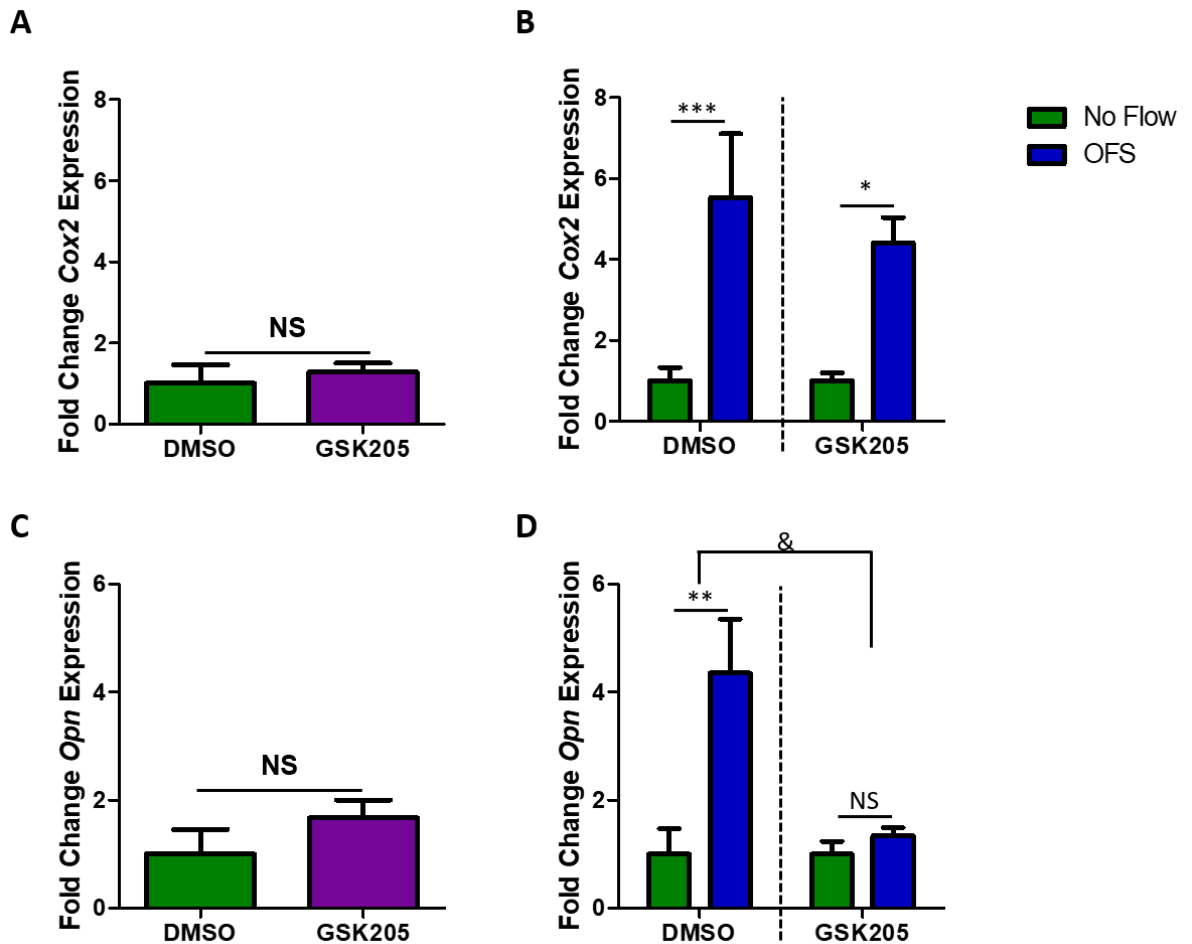 A
Fold Change Cox2 Expression
8
6
4
2
0
NS
DMSO
GSK205
B
Fold Change Cox2 Expression
8
6
4
2
0
***
*
DMSO
GSK205
No Flow
OFS
C
Fold Change Opn Expression
6
4
2
0
NS
DMSO
GSK205
D
Fold Change Opn Expression
6
4
2
0
&
**
NS
DMSO
GSK205